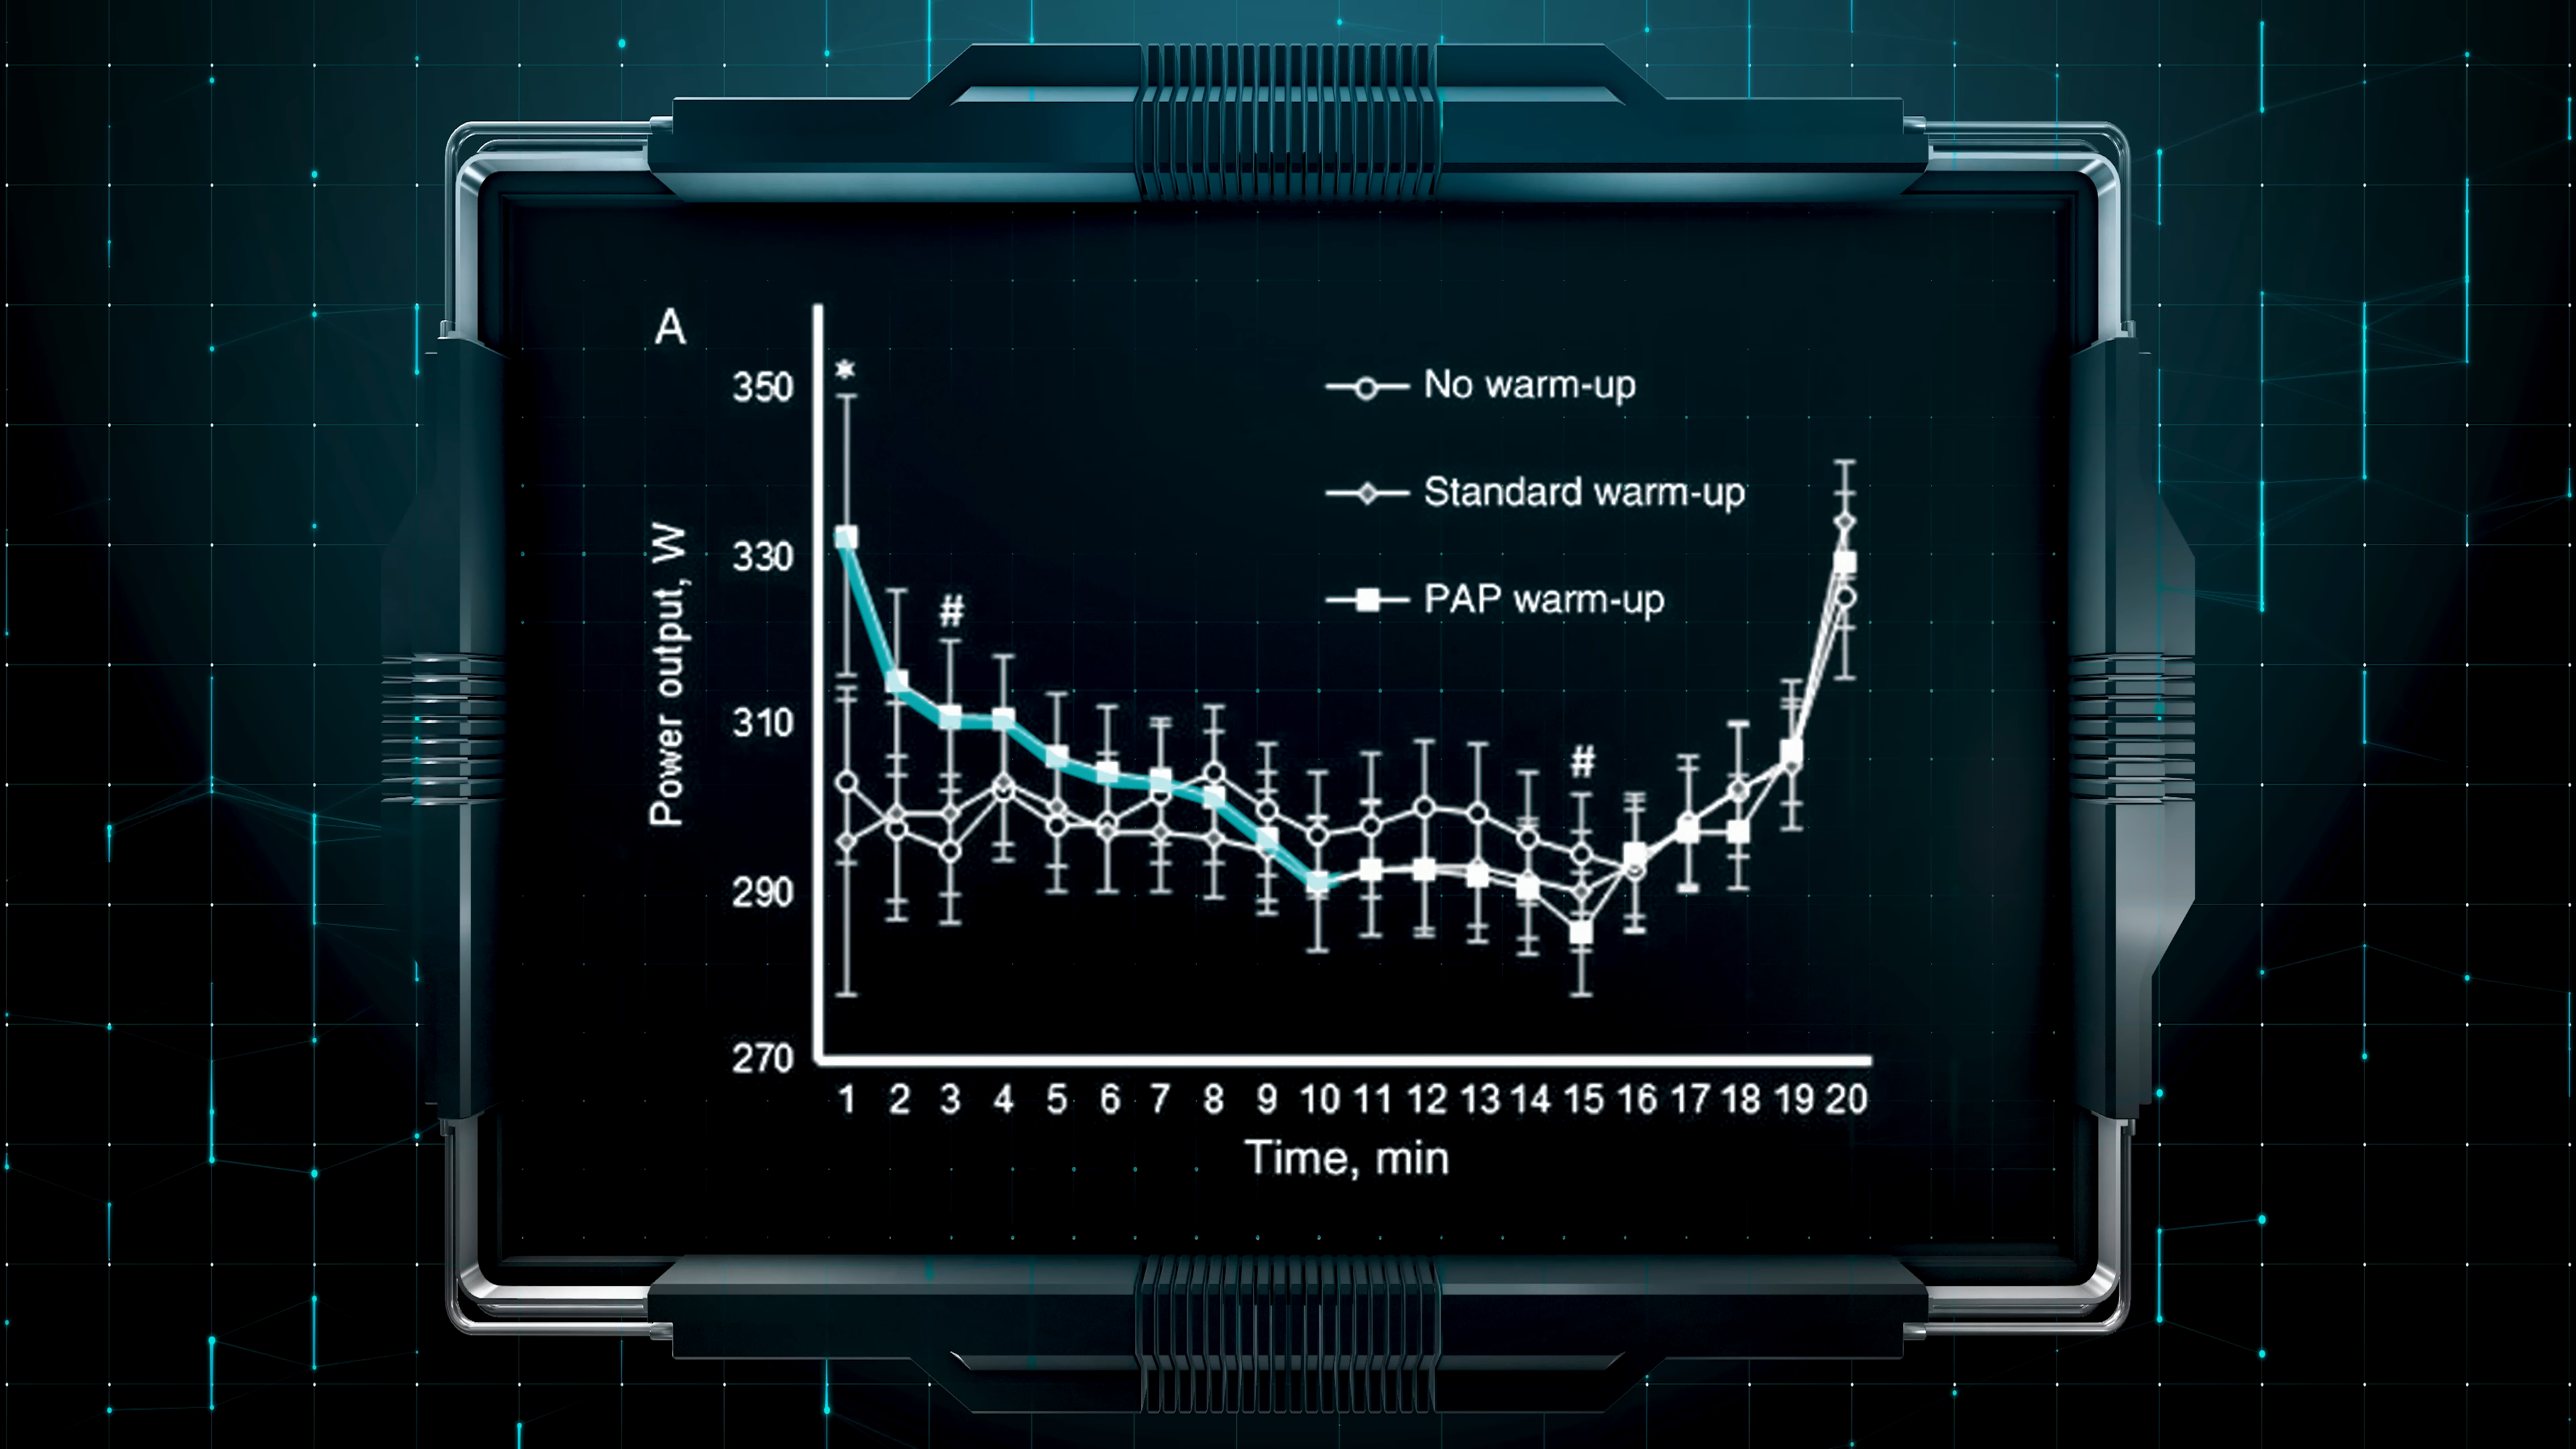 A
*
350
No warm-up
Standard warm-up
330
#
PAP warm-up
Power output, W
310
#
290
270
1 2 3 4 5 6 7 8 9 10 11 12 13 14 15 16 17 18 19 20
Time, min